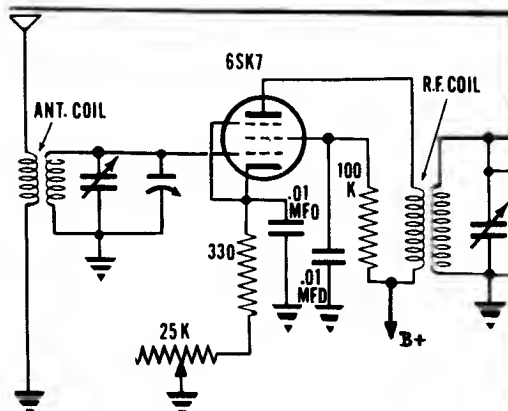 6SK7
R.F. COIL
ANT. COIL
100
K
.01
MFD
330
.01
MFD
25K
B+